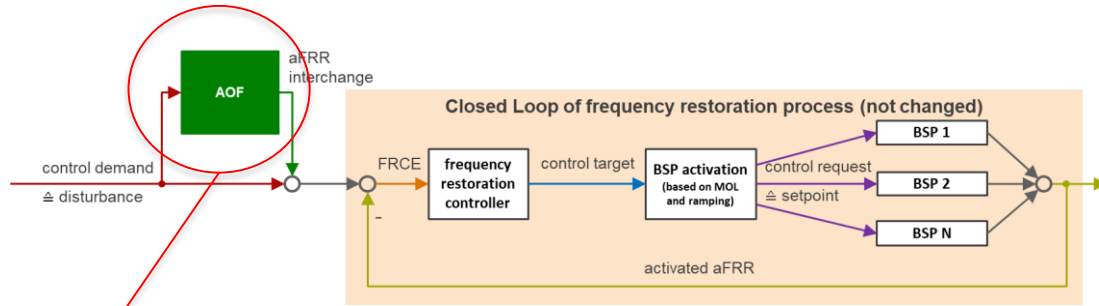 aFRR
interchange
AOF
Closed Loop of frequency restoration process (not changed)
control demand
≙ disturbance
FRCE
frequency
restoration
controller
control target
BSP activation
(based on MOL
and ramping)
control request
≙ setpoint
BSP 1
BSP 2
BSP N
-
activated aFRR